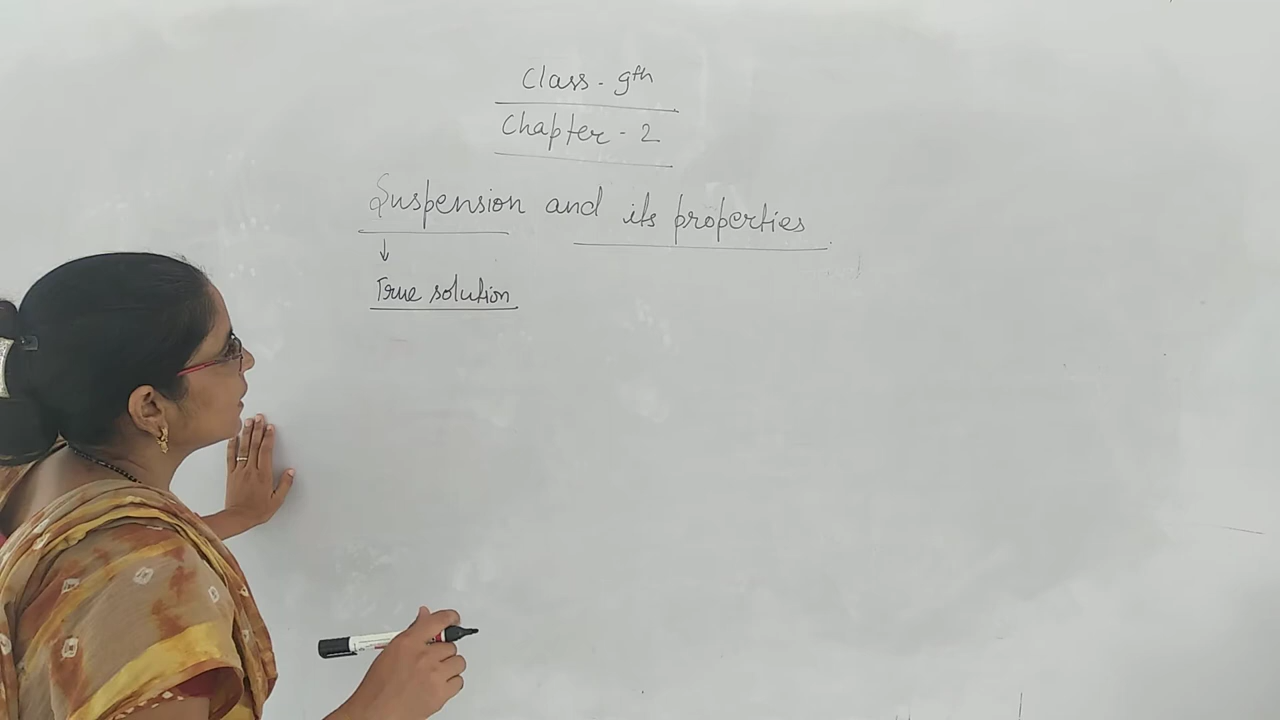 Class - 9th
Chapter - 2
Suspension and its properties
↓
True solution